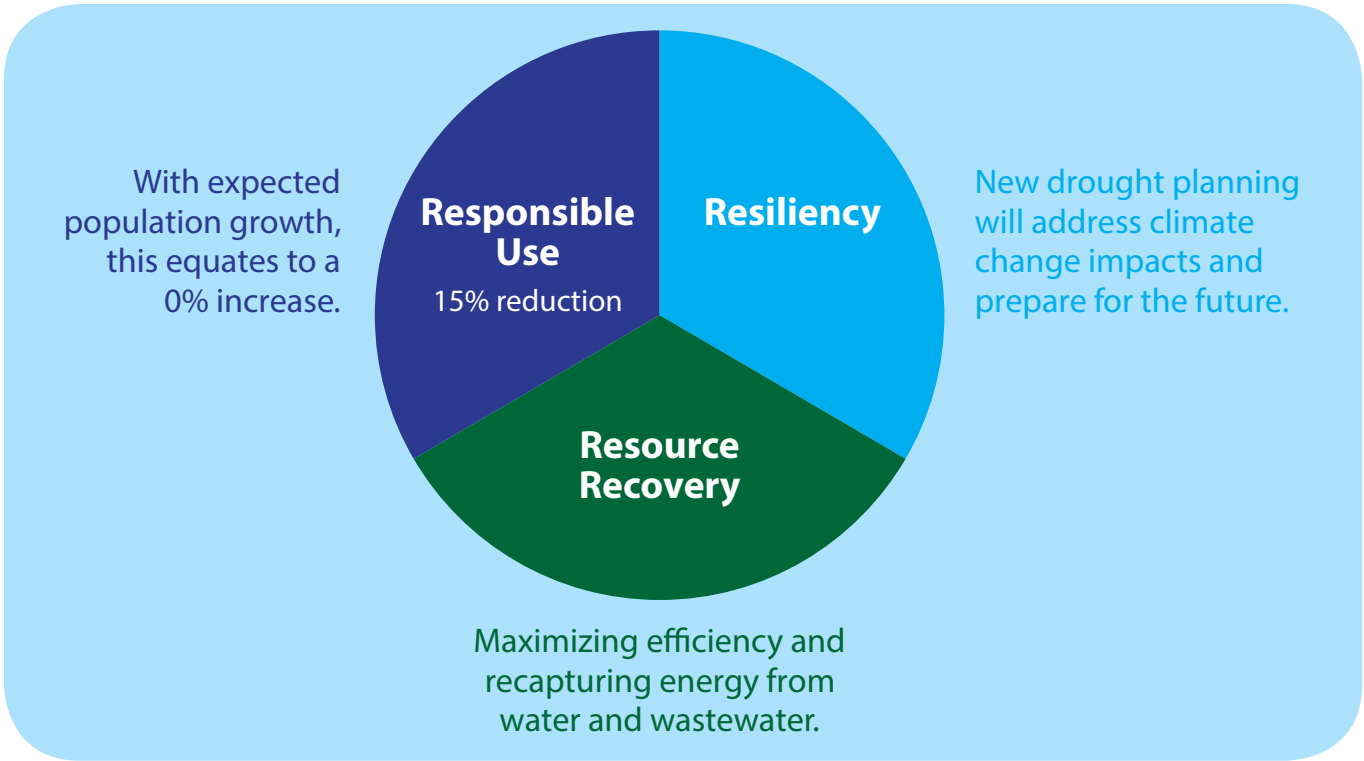 With expected
population growth,
this equates to a
0% increase.
Responsible
Use
15% reduction
Resiliency
New drought planning
will address climate
change impacts and
prepare for the future.
Resource
Recovery
Maximizing efficiency and
recapturing energy from
water and wastewater.